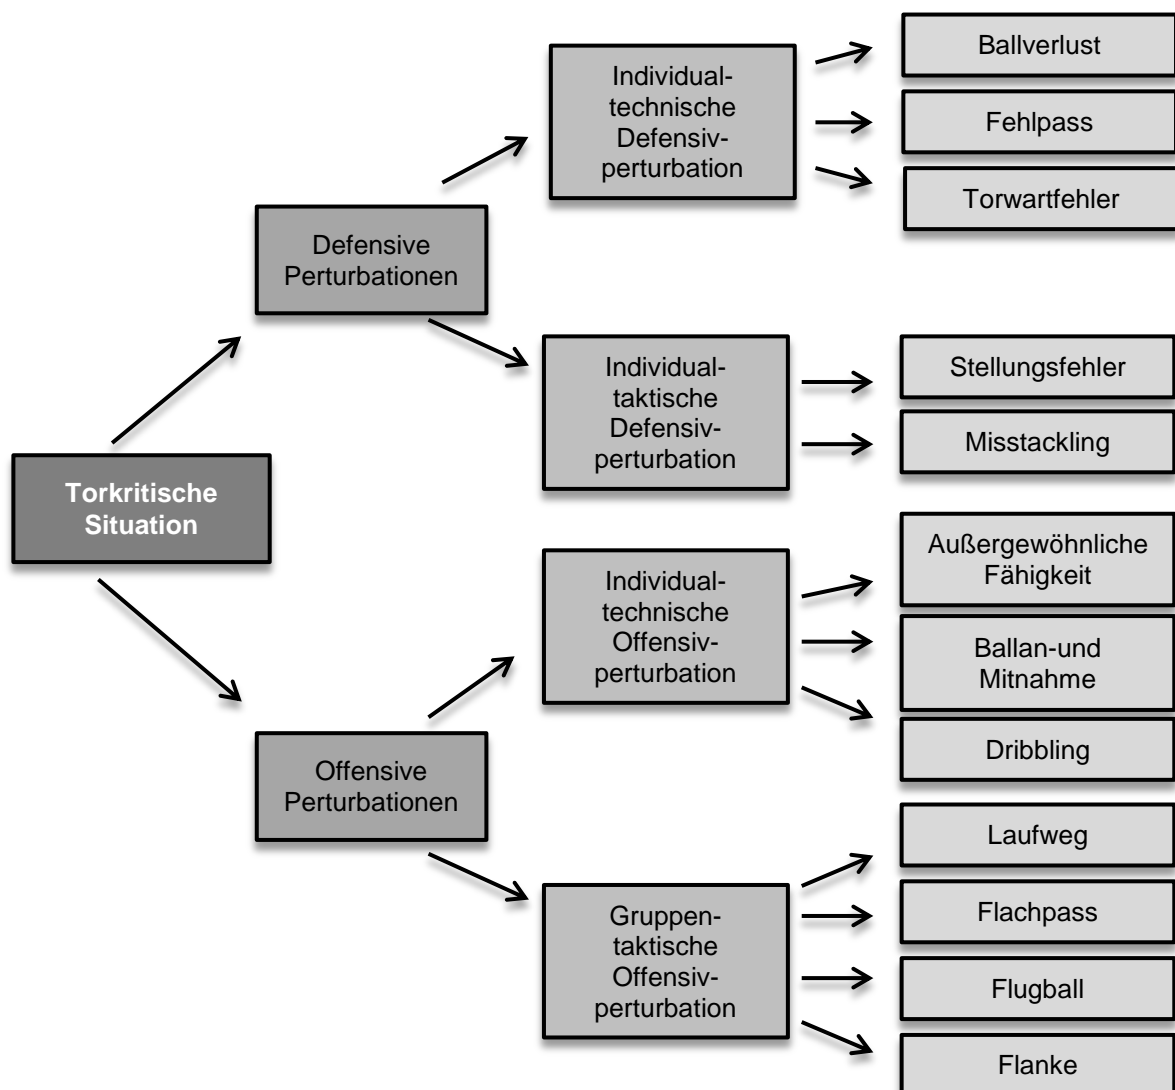 Ballverlust
Individual-
technische
Defensiv-
perturbation
Fehlpass
Torwartfehler
Defensive
Perturbationen
Individual-
taktische
Defensiv-
perturbation
Stellungsfehler
Misstackling
Torkritische
Situation
Individual-
technische
Offensiv-
perturbation
Außergewöhnliche
Fähigkeit
Ballan-und
Mitnahme
Dribbling
Offensive
Perturbationen
Gruppen-
taktische
Offensiv-
perturbation
Laufweg
Flachpass
Flugball
Flanke